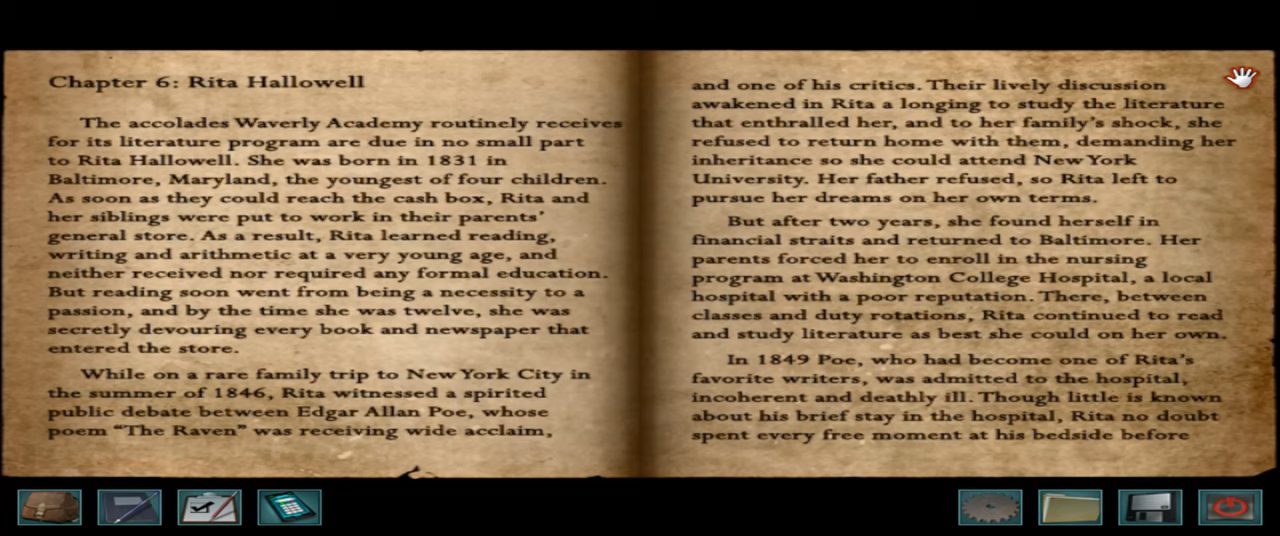 Chapter 6: Rita Hallowell
The accolades Waverly Academy routinely receives
for its literature program are due in no small part
to Rita Hallowell. She was born in 1831 in
Baltimore, Maryland, the youngest of four children.
As soon as they could reach the cash box, Rita and
her siblings were put to work in their parents'
general store. As a result, Rita learned reading,
writing and arithmetic at a very young age, and
neither received nor required any formal education.
But reading soon went from being a necessity to a
passion, and by the time she was twelve, she was
secretly devouring every book and newspaper that
entered the store.
While on a rare family trip to New York City in
the summer of 1846, Rita witnessed a spirited
public debate between Edgar Allan Poe, whose
poem “The Raven” was receiving wide acclaim,
and one of his critics. Their lively discussion
awakened in Rita a longing to study the literature
that enthralled her, and to her family's shock, she
refused to return home with them, demanding her
inheritance so she could attend New York
University. Her father refused, so Rita left to
pursue her dreams on her own terms.
But after two years, she found herself in
financial straits and returned to Baltimore. Her
parents forced her to enroll in the nursing
program at Washington College Hospital, a local
hospital with a poor reputation. There, between
classes and duty rotations, Rita continued to read
and study literature as best she could on her own.
In 1849 Poe, who had become one of Rita's
favorite writers, was admitted to the hospital,
incoherent and deathly ill. Though little is known
about his brief stay in the hospital, Rita no doubt
spent every free moment at his bedside before